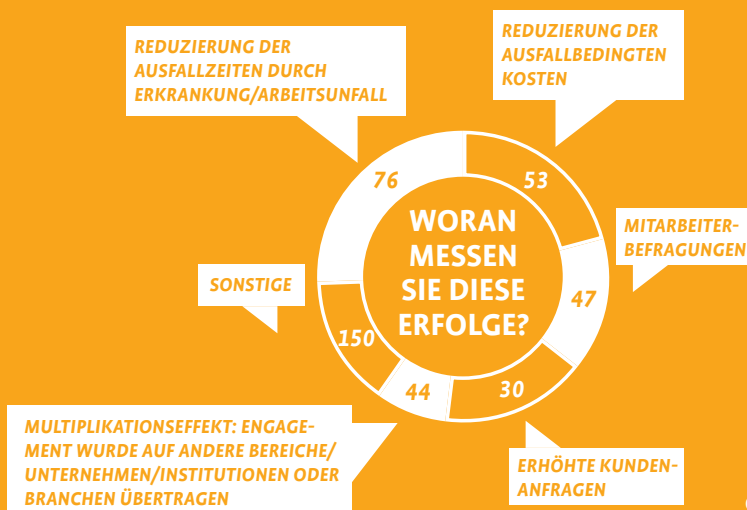 REDUZIERUNG DER
AUSFALLZEITEN DURCH
ERKRANKUNG/ARBEITSUNFALL
REDUZIERUNG DER
AUSFALLBEDINGTEN
KOSTEN
76
53
WORAN
MESSEN
SIE DIESE
ERFOLGE?
MITARBEITER-
BEFRAGUNGEN
SONSTIGE
47
150
44
30
MULTIPLIKATIONSEFFEKT: ENGAGE-
MENT WURDE AUF ANDERE BEREICHE/
UNTERNEHMEN/INSTITUTIONEN ODER
BRANCHEN ÜBERTRAGEN
ERHÖHTE KUNDEN-
ANFRAGEN